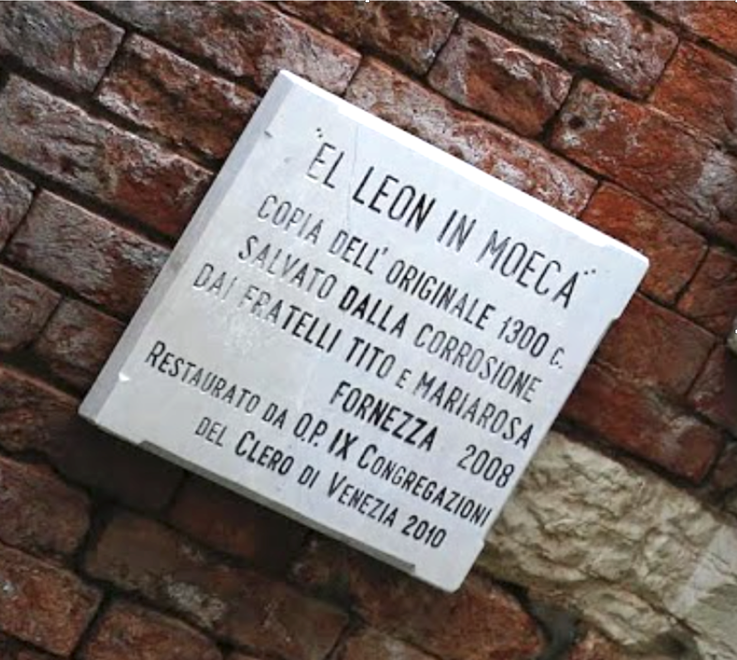 "EL LEON IN MOECA"
COPIA DELL' ORIGINALE 1300 c.
SALVATO DALLA CORROSIONE
DAI FRATELLI TITO E MARIAROSA
FORNEZZA 2008
RESTAURATO DA O.P. IX CONGREGAZIONI
DEL CLERO DI VENEZIA 2010